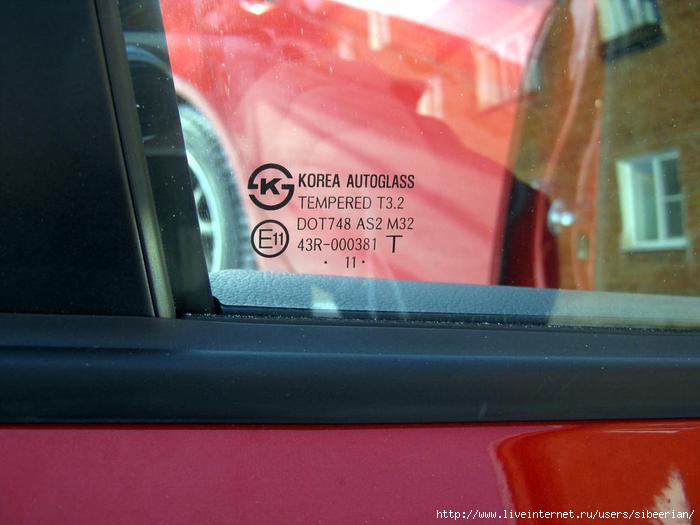 KOREA AUTOGLASS
TEMPERED T3.2
DOT748 AS2 M32
E11 43R-000381 T
· 11 ·
http://www.liveinternet.ru/users/sibeerian/